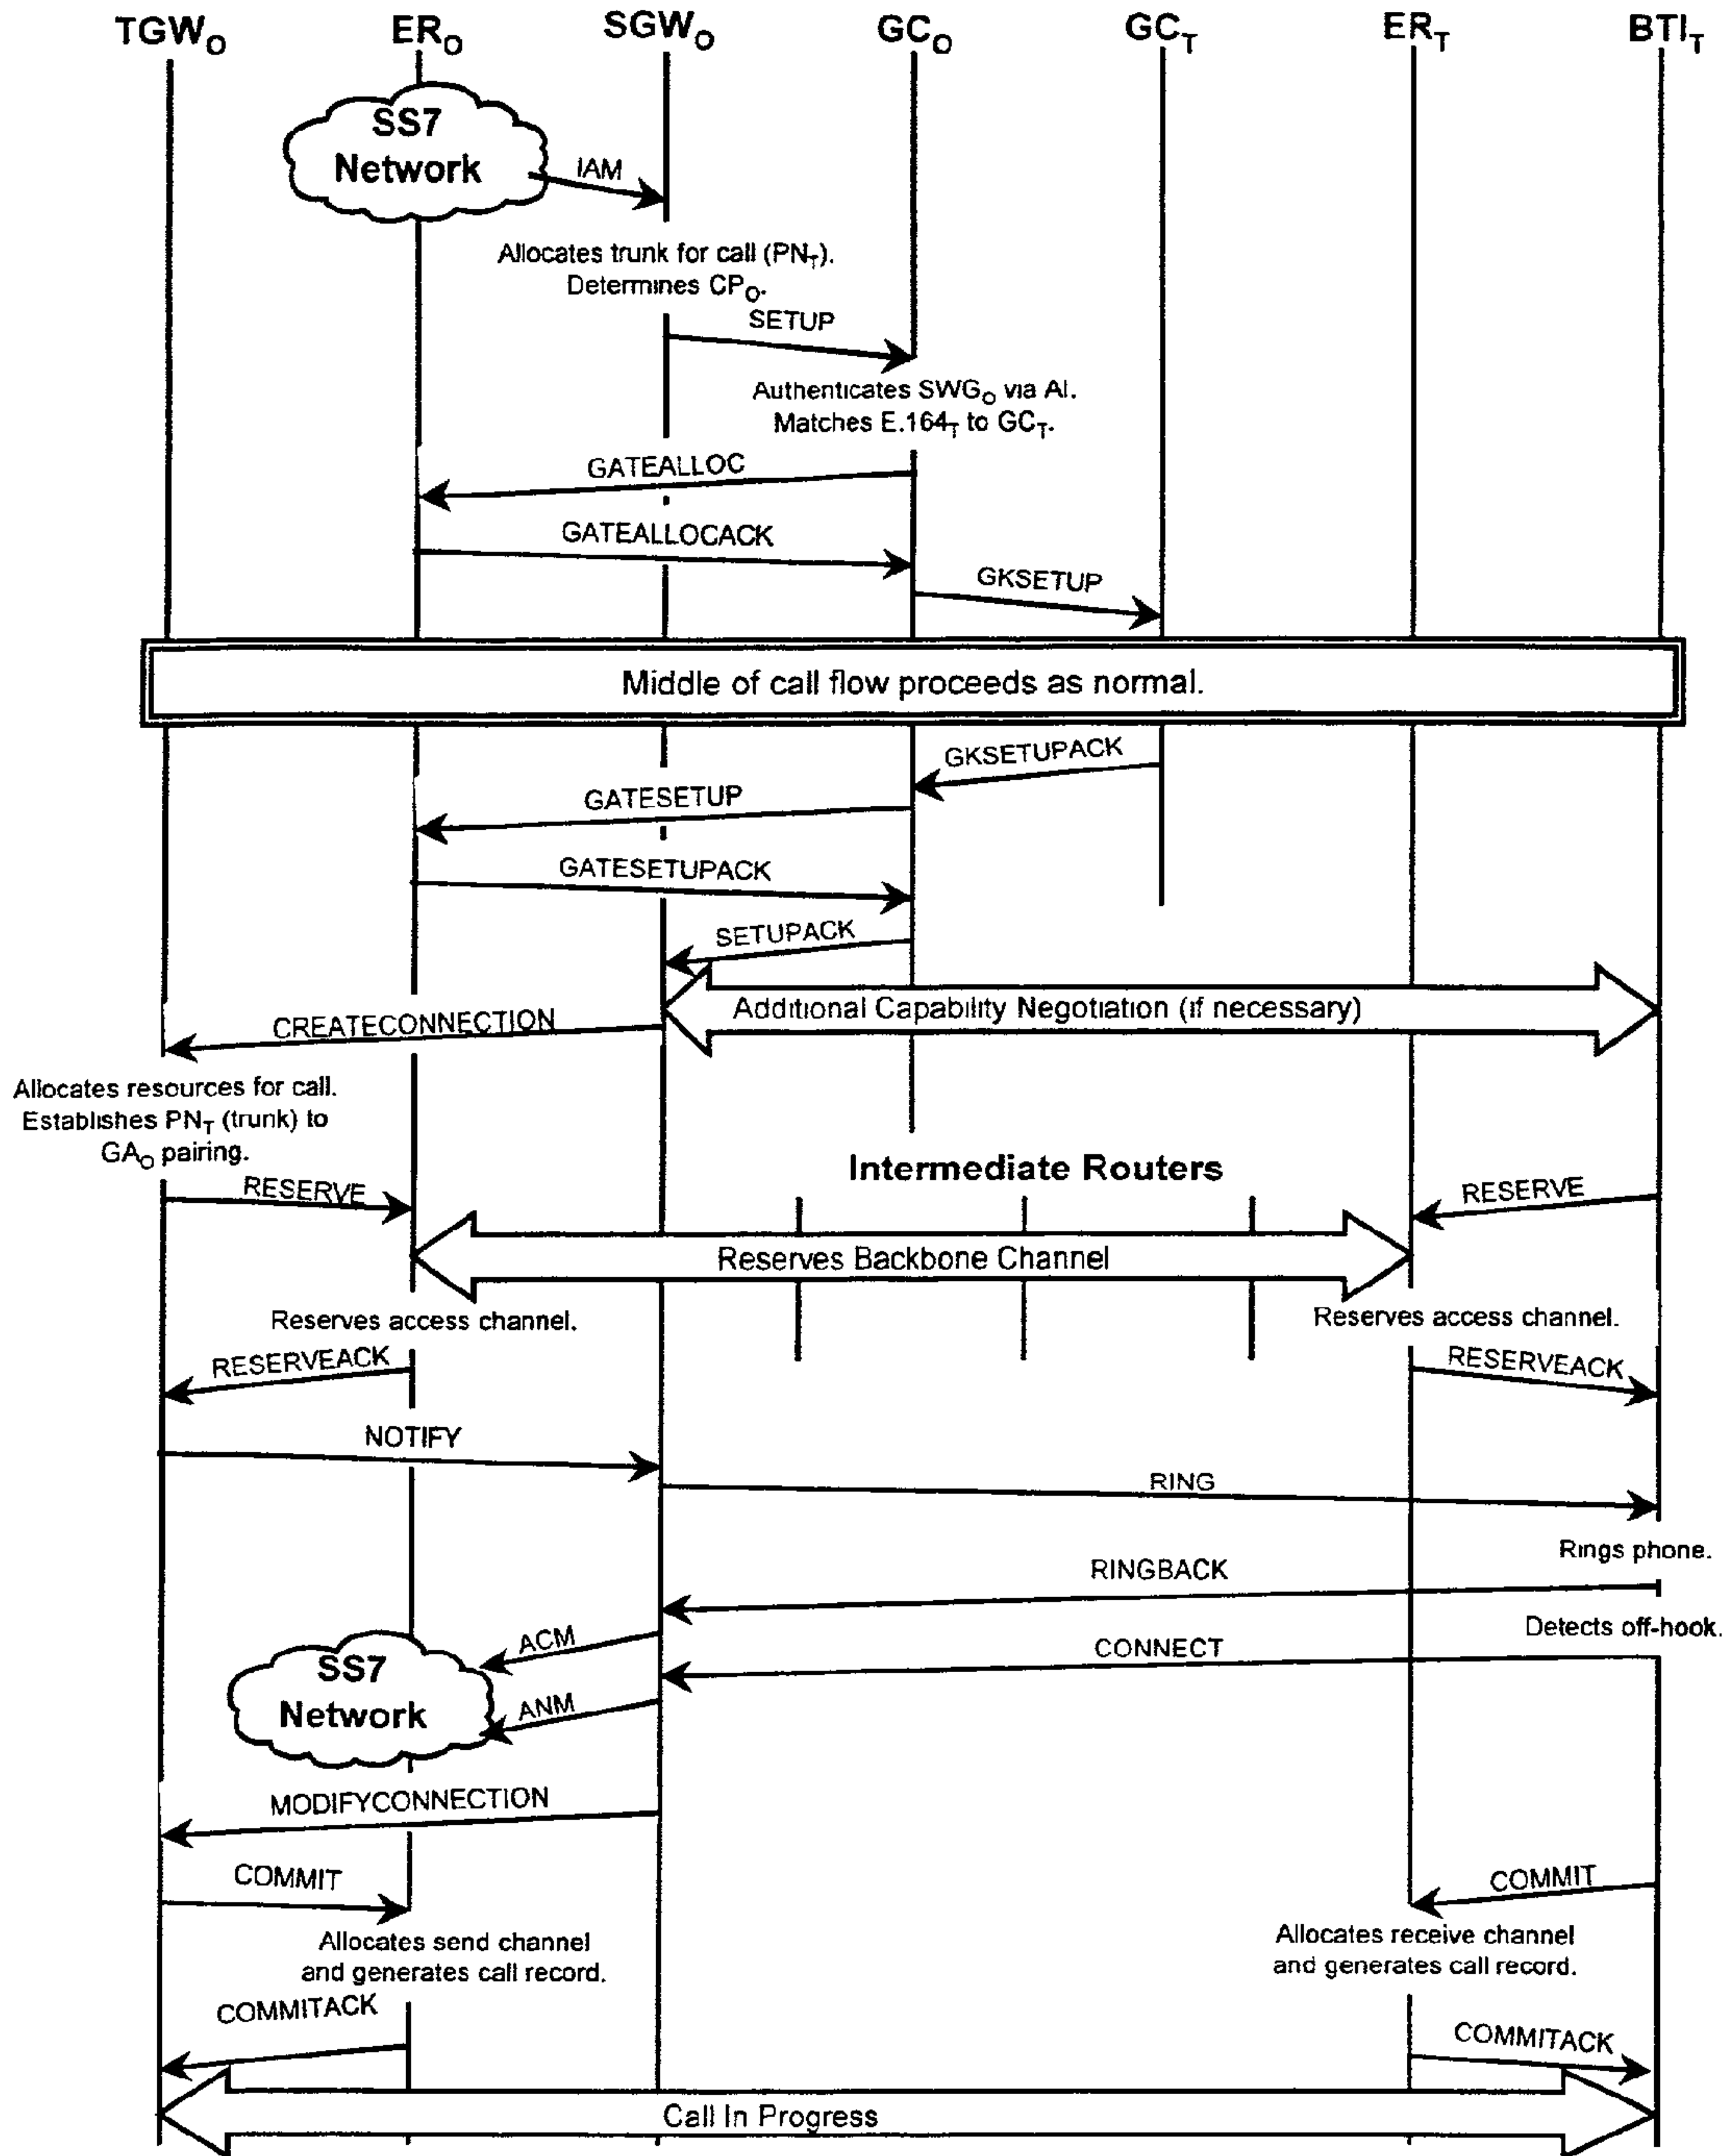 TGWO ERO SGWO GCO GCT ERT BTIT
SS7
Network
IAM
Allocates trunk for call (PNT).
Determines CPO.
SETUP
Authenticates SWGO via AI.
Matches E.164T to GCT.
GATEALLOC
GATEALLOCACK
GKSETUP
Middle of call flow proceeds as normal.
GKSETUPACK
GATESETUP
GATESETUPACK
SETUPACK
Additional Capability Negotiation (if necessary)
CREATECONNECTION
Allocates resources for call.
Establishes PNT (trunk) to
GAO pairing.
Intermediate Routers
RESERVE
RESERVE
Reserves Backbone Channel
Reserves access channel.
Reserves access channel.
RESERVEACK
RESERVEACK
NOTIFY
RING
Rings phone.
RINGBACK
Detects off-hook.
ACM
CONNECT
SS7
Network
ANM
MODIFYCONNECTION
COMMIT
COMMIT
Allocates send channel
and generates call record.
Allocates receive channel
and generates call record.
COMMITACK
COMMITACK
Call In Progress